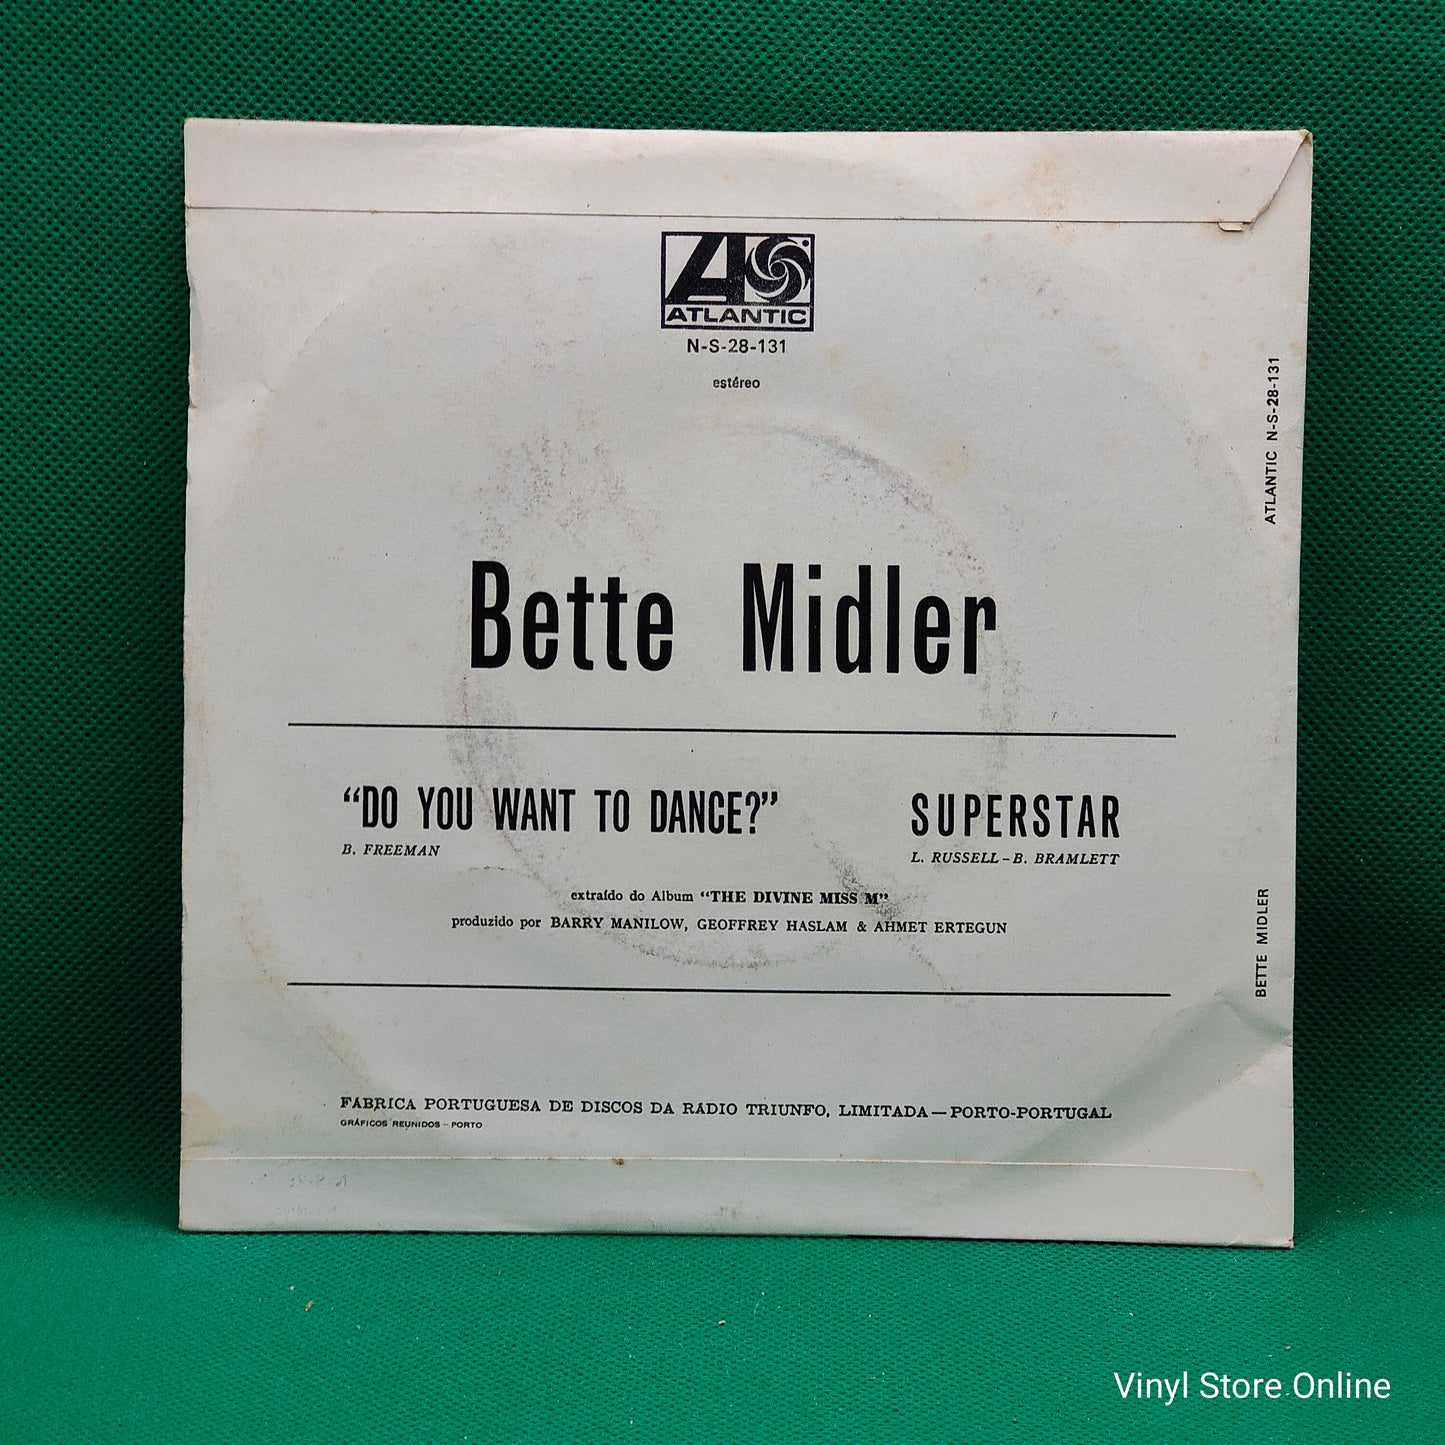 ATLANTIC
N-S-28-131
estéreo
ATLANTIC N-S-28-131
Bette Midler
"DO YOU WANT TO DANCE?"
B. FREEMAN
SUPERSTAR
L. RUSSELL – B. BRAMLETT
extraído do Album "THE DIVINE MISS M"
produzido por BARRY MANILOW, GEOFFREY HASLAM & AHMET ERTEGUN
BETTE MIDLER
FÁBRICA PORTUGUESA DE DISCOS DA RÁDIO TRIUNFO, LIMITADA — PORTO-PORTUGAL
GRÁFICOS REUNIDOS - PORTO
Vinyl Store Online